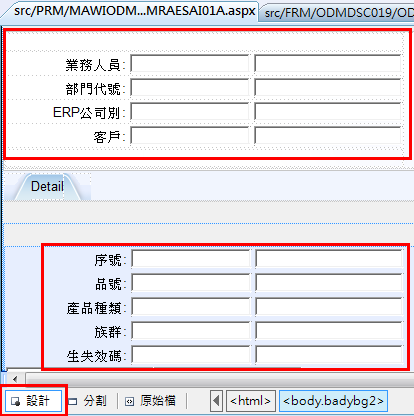 src/PRM/MAWIODM...MRAESAI01A.aspx src/FRM/ODMDSC019/OD
業務人員:
部門代號:
ERP公司別:
客戶:
Detail
序號:
品號:
產品種類:
族群:
生失效碼:
設計 分割 原始檔 <html> <body.badybg2>